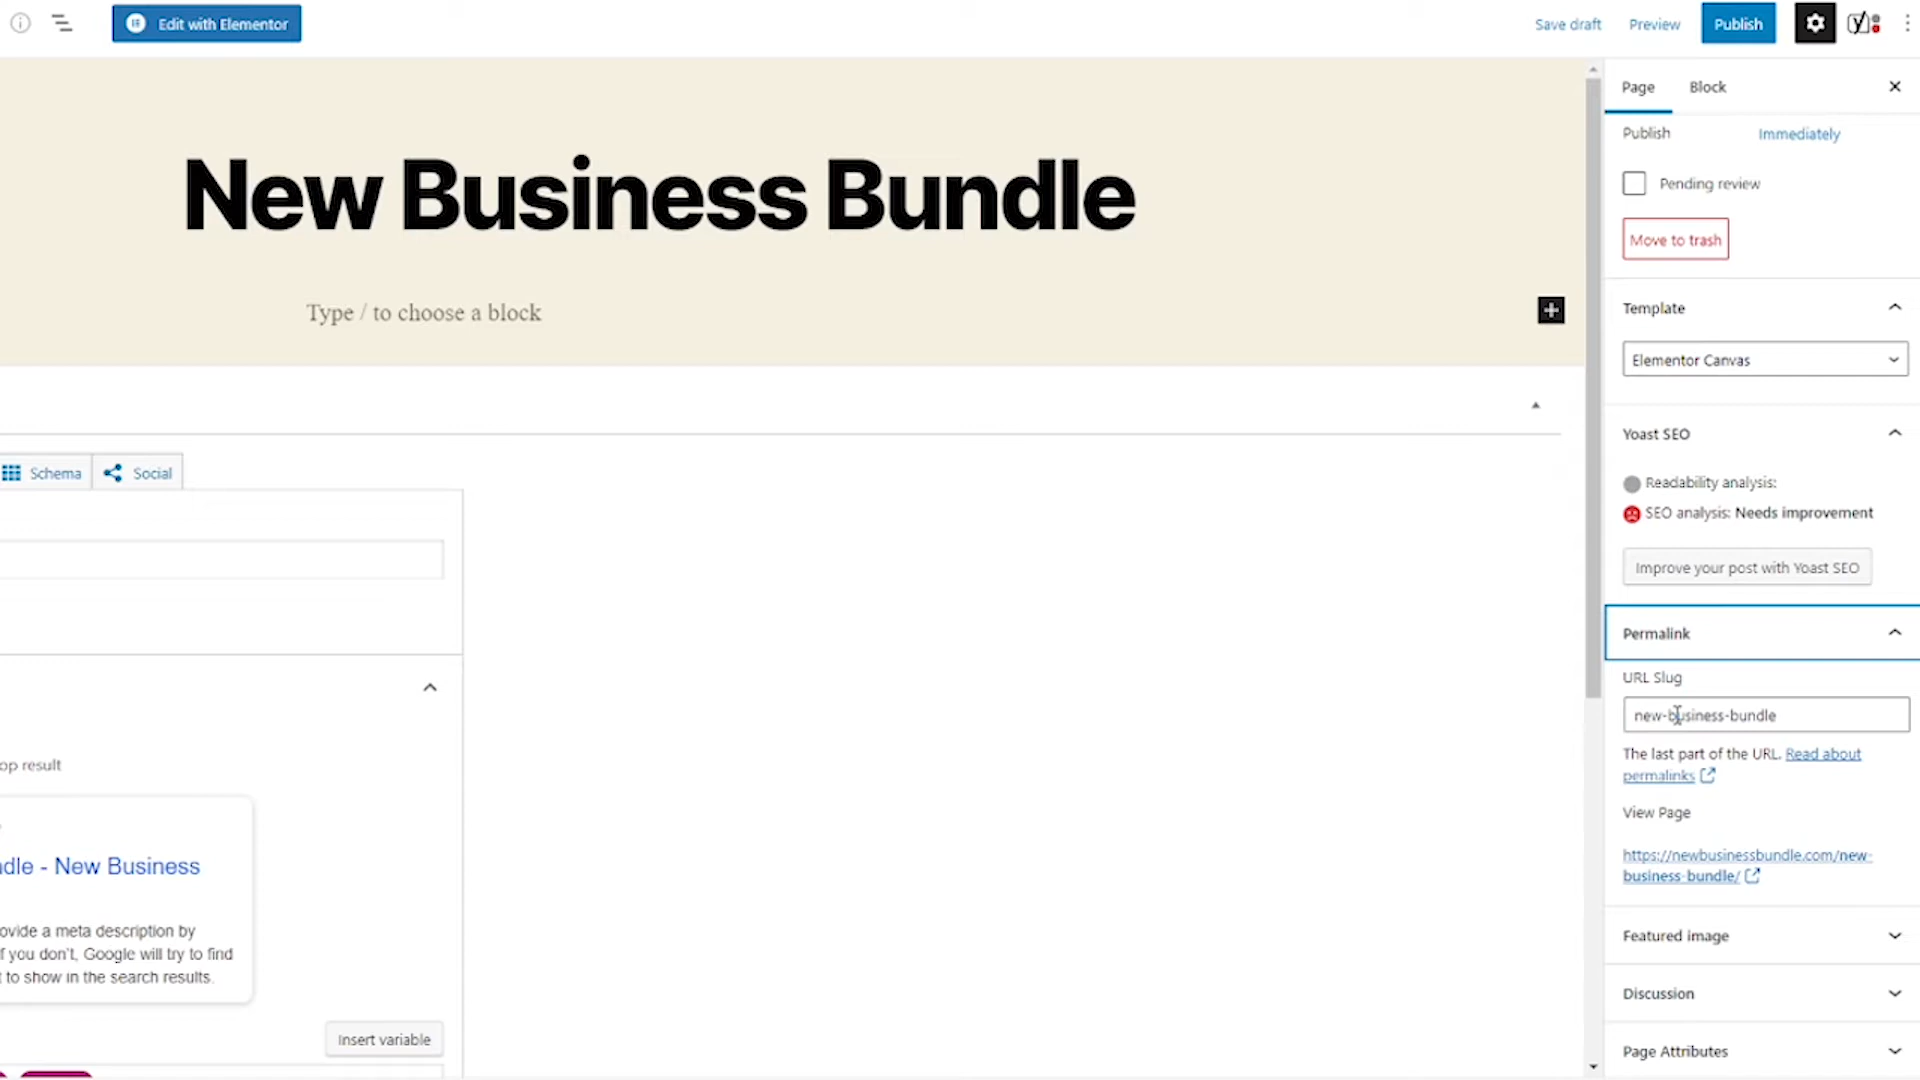 Edit with Elementor
Save draft
Preview
Publish
New Business Bundle
Type / to choose a block
Schema
Social
op result
dle - New Business
ovide a meta description by
f you don't, Google will try to find
t to show in the search results.
Insert variable
Page
Block
Publish
Immediately
Pending review
Move to trash
Template
Elementor Canvas
Yoast SEO
Readability analysis:
SEO analysis: Needs improvement
Improve your post with Yoast SEO
Permalink
URL Slug
new-business-bundle
The last part of the URL. Read about
permalinks
View Page
https://newbusinessbundle.com/new-
business-bundle/
Featured image
Discussion
Page Attributes